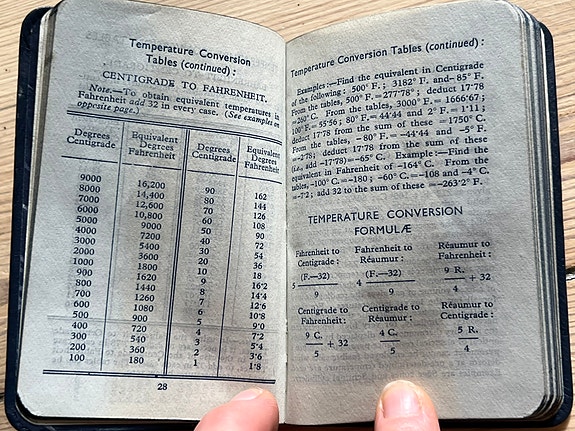 Temperature Conversion
Tables (continued) :
CENTIGRADE TO FAHRENHEIT.
Note.—To obtain equivalent temperatures in
Fahrenheit add 32 in every case. (See examples on
opposite page.)
Degrees Centigrade Equivalent Degrees Fahrenheit Degrees Centigrade Equivalent Degrees Fahrenheit
9000 16,200 90 162
8000 14,400 80 144
7000 12,600 70 126
6000 10,800 60 108
5000 9000 50 90
4000 7200 40 72
3000 5400 30 54
2000 3600 20 36
1000 1800 10 18
900 1620 9 16·2
800 1440 8 14·4
700 1260 7 12·6
600 1080 6 10·8
500 900 5 9·0
400 720 4 7·2
300 540 3 5·4
200 360 2 3·6
100 180 1 1·8
28
Temperature Conversion Tables (continued) :
Examples:—Find the equivalent in Centigrade
of the following: 500° F. ; 3182° F. and -85° F.
From the tables, 500° F.=277·78° ; deduct 17·78
=260° C. From the tables, 3000° F.=1666·67;
100° F.=55·56; 80° F.=44·44 and 2° F.=1·11;
deduct 17·78 from the sum of these =1750° C.
From the tables, -80° F.=-44·44 and -5° F.
=-2·78; deduct 17·78 from the sum of these
(i.e., add -17·78)=-65° C. Example:—Find the
equivalent in Fahrenheit of -164° C. From the
tables, -100° C.=-180; -60° C.=-108 and -4° C.
=-7·2; add 32 to the sum of these =-263·2° F.
TEMPERATURE CONVERSION
FORMULÆ
Fahrenheit to Centigrade : Fahrenheit to Réaumur : Réaumur to Fahrenheit :
5 (F.—32) / 9 4 (F.—32) / 9 9 R. / 4 + 32
Centigrade to Fahrenheit : Centigrade to Réaumur : Réaumur to Centigrade :
9 C. / 5 + 32 4 C. / 5 5 R. / 4